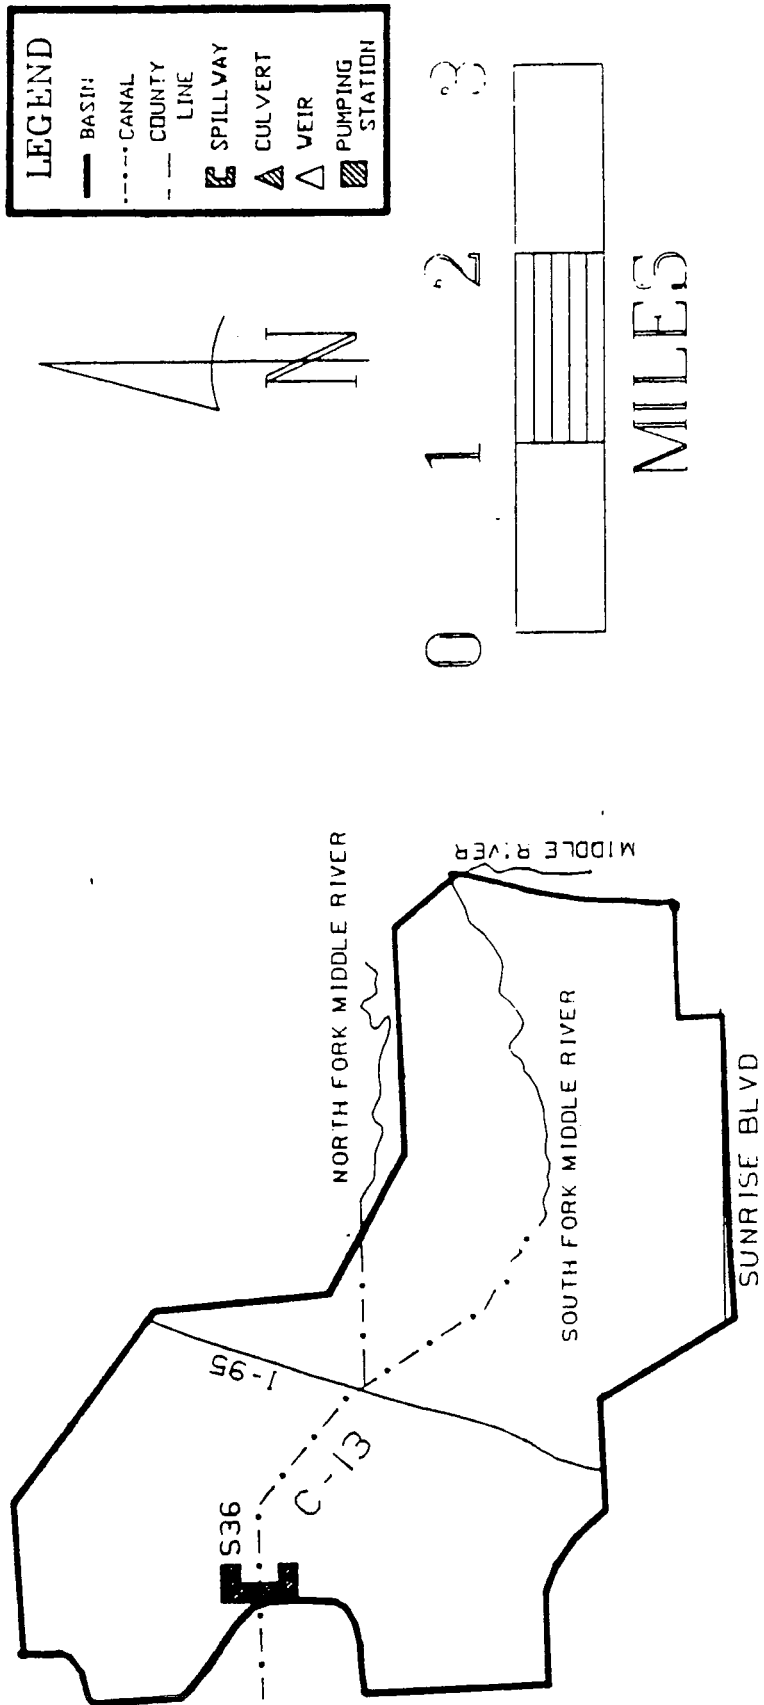 LEGEND
BASIN
CANAL
COUNTY
LINE
SPILLWAY
CULVERT
WEIR
PUMPING
STATION
N
0 1 2 3
MILES
NORTH FORK MIDDLE RIVER
MIDDLE RIVER
SOUTH FORK MIDDLE RIVER
I-95
C-13
S36
SUNRISE BLVD